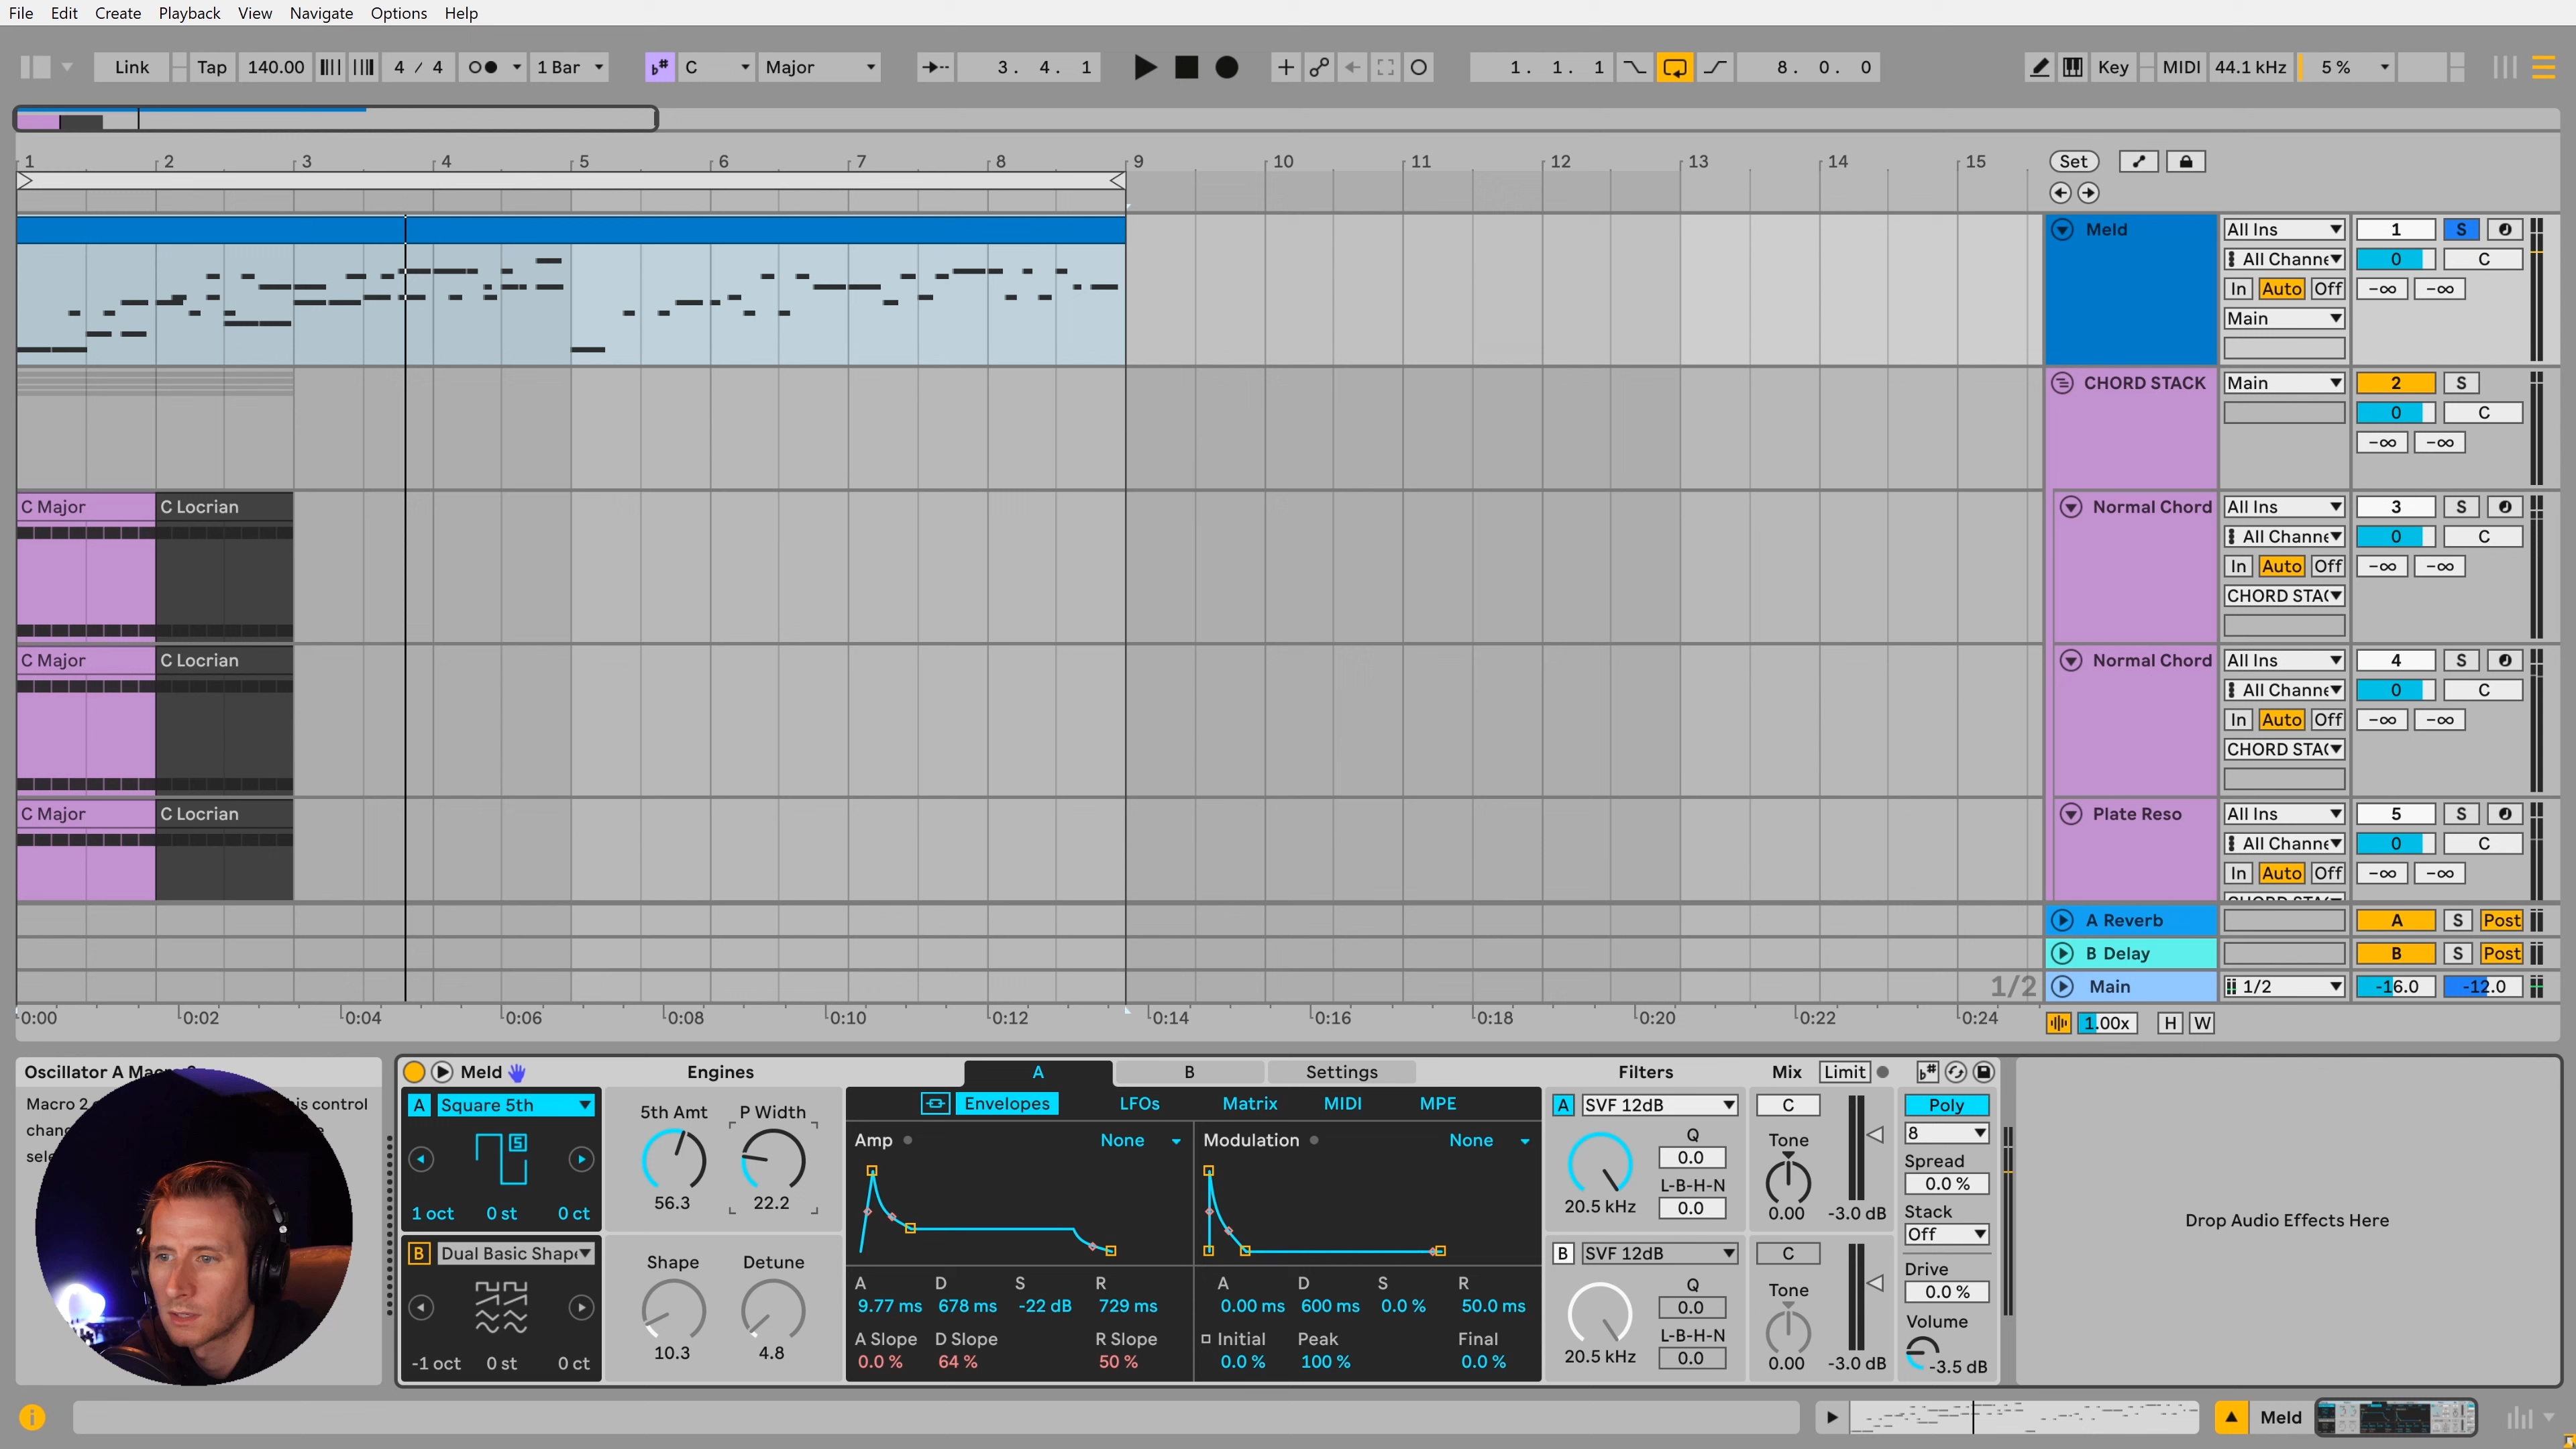 File Edit Create Playback View Navigate Options Help
Link Tap 140.00 4 / 4 1 Bar C Major 3. 4. 1 1. 1. 1 8. 0. 0 Key MIDI 44.1 kHz 5 %
1 2 3 4 5 6 7 8 9 10 11 12 13 14 15 Set
Meld All Ins 1 S
All Channe 0 C
In Auto Off -∞ -∞
Main
CHORD STACK Main 2 S
0 C
-∞ -∞
C Major C Locrian Normal Chord All Ins 3 S
All Channe 0 C
In Auto Off -∞ -∞
CHORD STA(
C Major C Locrian Normal Chord All Ins 4 S
All Channe 0 C
In Auto Off -∞ -∞
CHORD STA(
C Major C Locrian Plate Reso All Ins 5 S
All Channe 0 C
In Auto Off -∞ -∞
A Reverb A S Post
B Delay B S Post
1/2 Main 1/2 -16.0 -12.0
0:00 0:02 0:04 0:06 0:08 0:10 0:12 0:14 0:16 0:18 0:20 0:22 0:24 1.00x H W
Oscillator A
Macro 2 is control
Meld Engines A B Settings Filters Mix Limit
A Square 5th 5th Amt P Width Envelopes LFOs Matrix MIDI MPE A SVF 12dB C Poly
Amp None Modulation None Q Tone 8
S 0.0 Spread
L-B-H-N 0.0 %
56.3 22.2 20.5 kHz 0.0 0.00 -3.0 dB Stack
1 oct 0 st 0 ct Off
B Dual Basic Shape Shape Detune B SVF 12dB C
A D S R A D S R Q Tone Drive
9.77 ms 678 ms -22 dB 729 ms 0.00 ms 600 ms 0.0 % 50.0 ms 0.0 0.0 %
A Slope D Slope R Slope Initial Peak Final L-B-H-N Volume
-1 oct 0 st 0 ct 10.3 4.8 0.0 % 64 % 50 % 0.0 % 100 % 0.0 % 20.5 kHz 0.0 0.00 -3.0 dB -3.5 dB
Drop Audio Effects Here
Meld